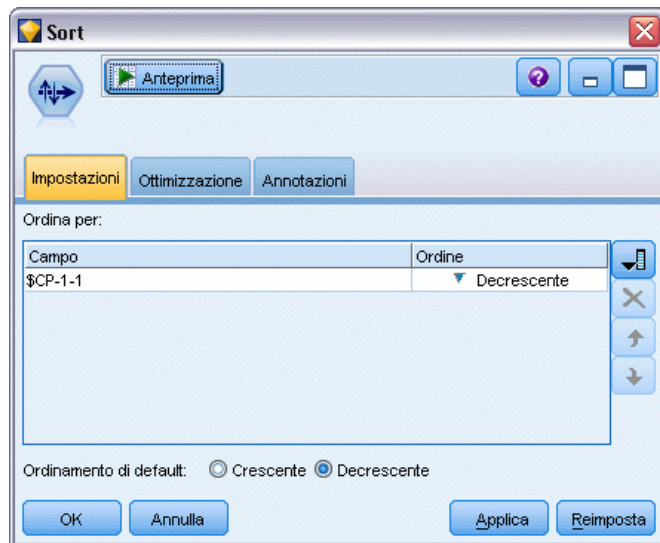 Sort
Anteprima
Impostazioni Ottimizzazione Annotazioni
Ordina per:
Campo Ordine
$CP-1-1 Decrescente
Ordinamento di default: Crescente Decrescente
OK Annulla Applica Reimposta